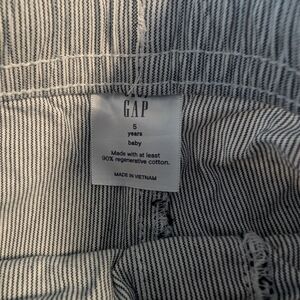 GAP
5
years
baby
Made with at least
90% regenerative cotton.
MADE IN VIETNAM